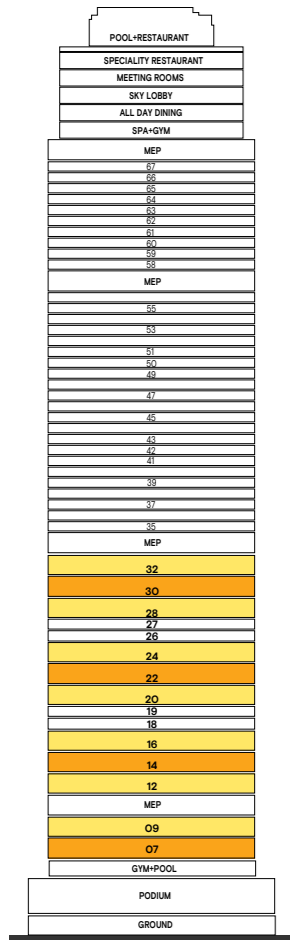 POOL+RESTAURANT
SPECIALITY RESTAURANT
MEETING ROOMS
SKY LOBBY
ALL DAY DINING
SPA+GYM
MEP
67
66
65
64
63
62
61
60
59
58
MEP
55
53
51
50
49
47
45
43
42
41
39
37
35
MEP
32
30
28
27
26
24
22
20
19
18
16
14
12
MEP
09
07
GYM+POOL
PODIUM
GROUND